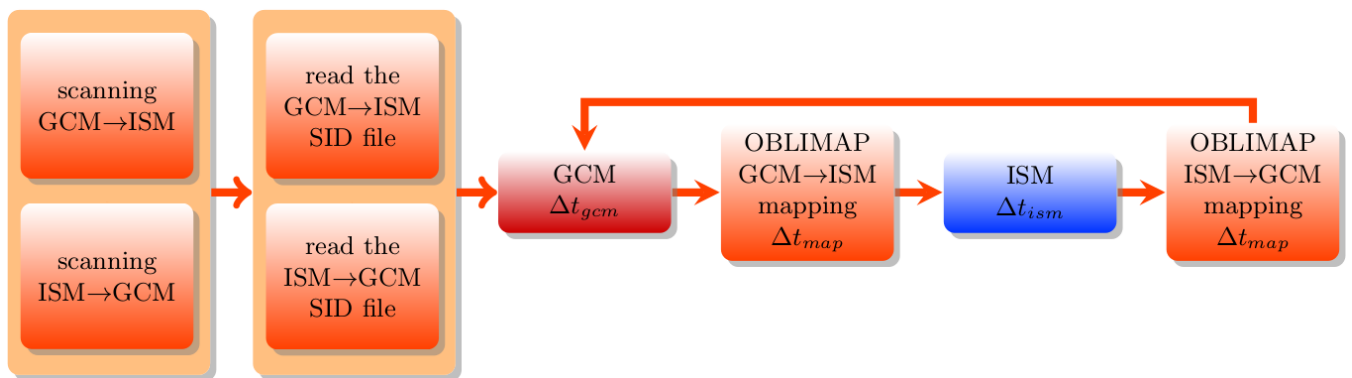 scanning
GCM→ISM
scanning
ISM→GCM
read the
GCM→ISM
SID file
read the
ISM→GCM
SID file
GCM
Δt_gcm
OBLIMAP
GCM→ISM
mapping
Δt_map
ISM
Δt_ism
OBLIMAP
ISM→GCM
mapping
Δt_map